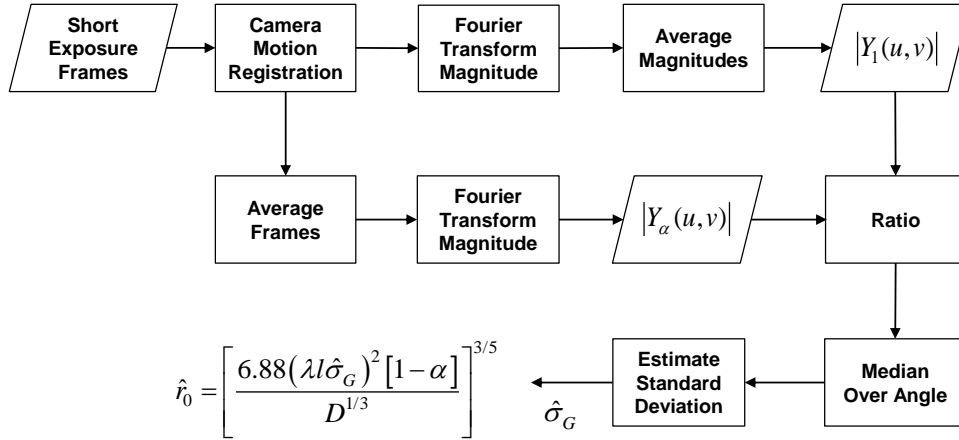 Short
Exposure
Frames
Camera
Motion
Registration
Fourier
Transform
Magnitude
Average
Magnitudes
|Y₁(u,v)|
Average
Frames
Fourier
Transform
Magnitude
|Yα(u,v)|
Ratio
r̂₀ = [6.88(λlσ̂_G)²[1−α] / D^{1/3}]^{3/5}
σ̂_G
Estimate
Standard
Deviation
Median
Over Angle